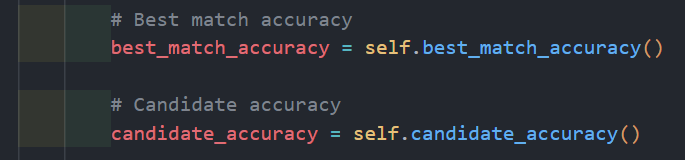 # Best match accuracy
best_match_accuracy = self.best_match_accuracy()
# Candidate accuracy
candidate_accuracy = self.candidate_accuracy()